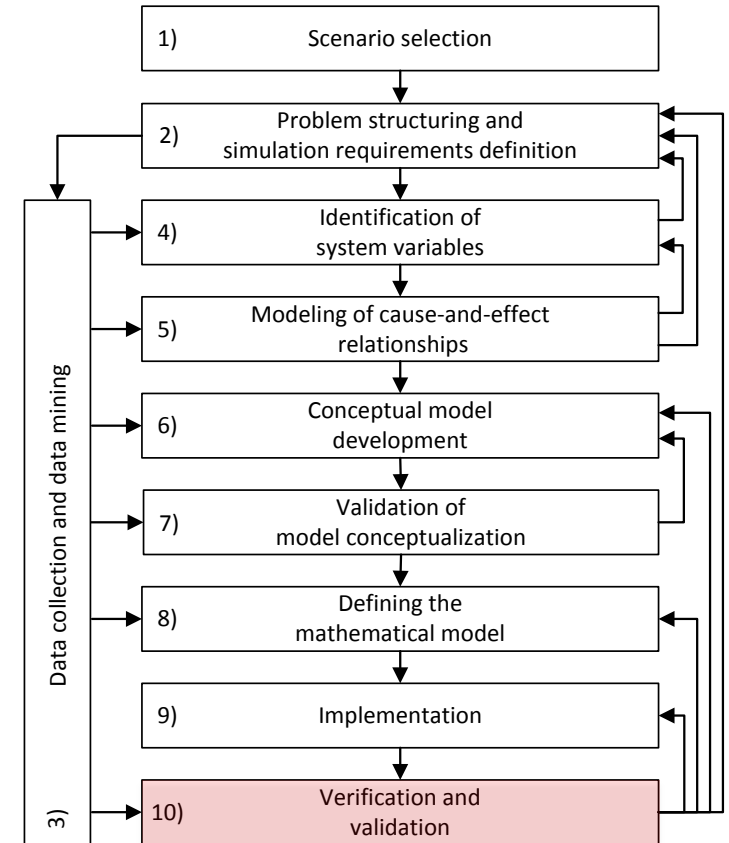 1) Scenario selection
2) Problem structuring and
simulation requirements definition
3) Data collection and data mining
4) Identification of
system variables
5) Modeling of cause-and-effect
relationships
6) Conceptual model
development
7) Validation of
model conceptualization
8) Defining the
mathematical model
9) Implementation
10) Verification and
validation